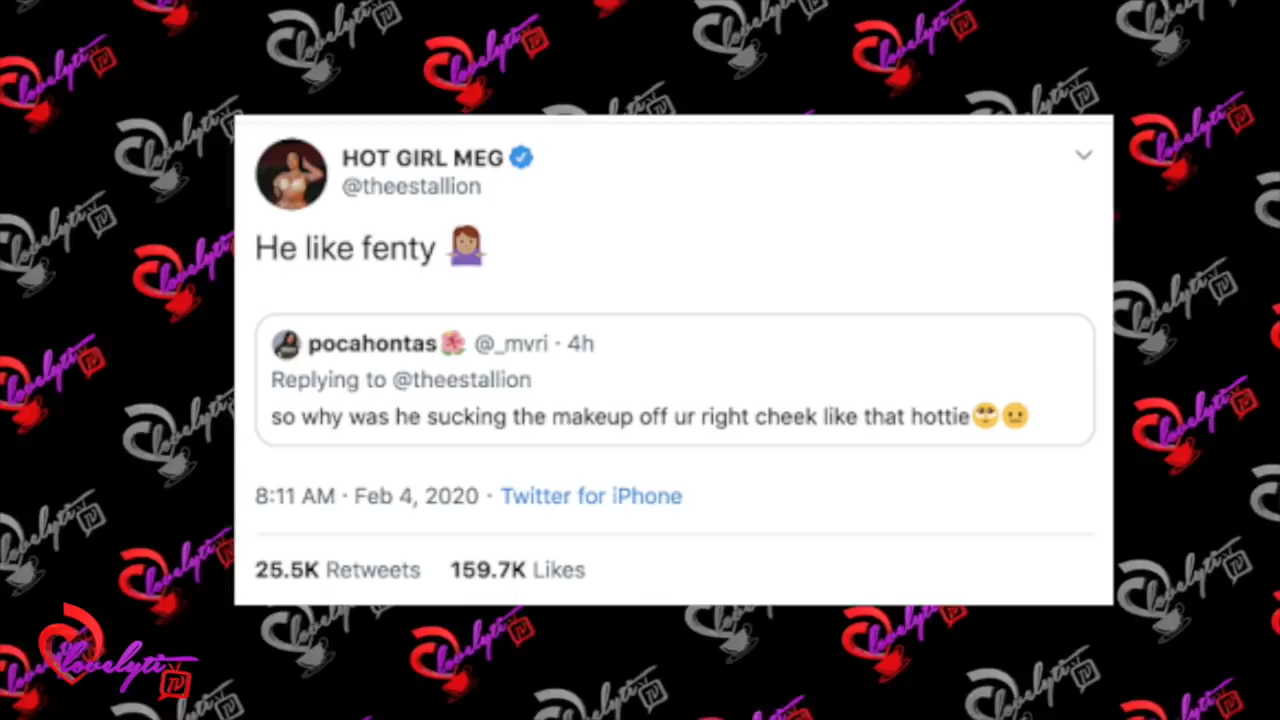 HOT GIRL MEG
@theestallion
He like fenty 🤷🏽‍♀️
pocahontas🌺 @_mvri · 4h
Replying to @theestallion
so why was he sucking the makeup off ur right cheek like that hottie🙄😐
8:11 AM · Feb 4, 2020 · Twitter for iPhone
25.5K Retweets 159.7K Likes
lovelyti TV